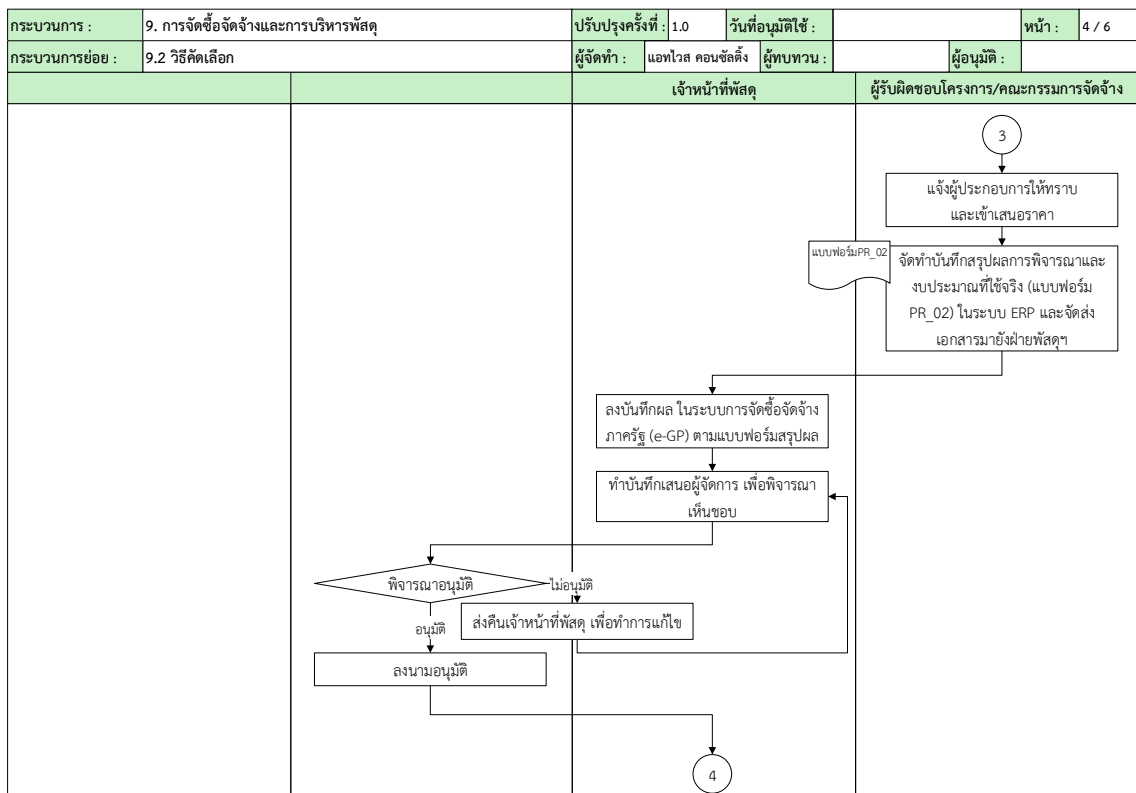 กระบวนการ : 9. การจัดซื้อจัดจ้างและการบริหารพัสดุ ปรับปรุงครั้งที่ : 1.0 วันที่อนุมัติใช้ : หน้า : 4 / 6
กระบวนการย่อย : 9.2 วิธีคัดเลือก ผู้จัดทำ : แอทไวส คอนซัลติ้ง ผู้ทบทวน : ผู้อนุมัติ :
เจ้าหน้าที่พัสดุ ผู้รับผิดชอบโครงการ/คณะกรรมการจัดจ้าง
3
แจ้งผู้ประกอบการให้ทราบ
และเข้าเสนอราคา
แบบฟอร์มPR_02
จัดทำบันทึกสรุปผลการพิจารณาและ
งบประมาณที่ใช้จริง (แบบฟอร์ม
PR_02) ในระบบ ERP และจัดส่ง
เอกสารมายังฝ่ายพัสดุฯ
ลงบันทึกผล ในระบบการจัดซื้อจัดจ้าง
ภาครัฐ (e-GP) ตามแบบฟอร์มสรุปผล
ทำบันทึกเสนอผู้จัดการ เพื่อพิจารณา
เห็นชอบ
พิจารณาอนุมัติ
ไม่อนุมัติ
ส่งคืนเจ้าหน้าที่พัสดุ เพื่อทำการแก้ไข
อนุมัติ
ลงนามอนุมัติ
4